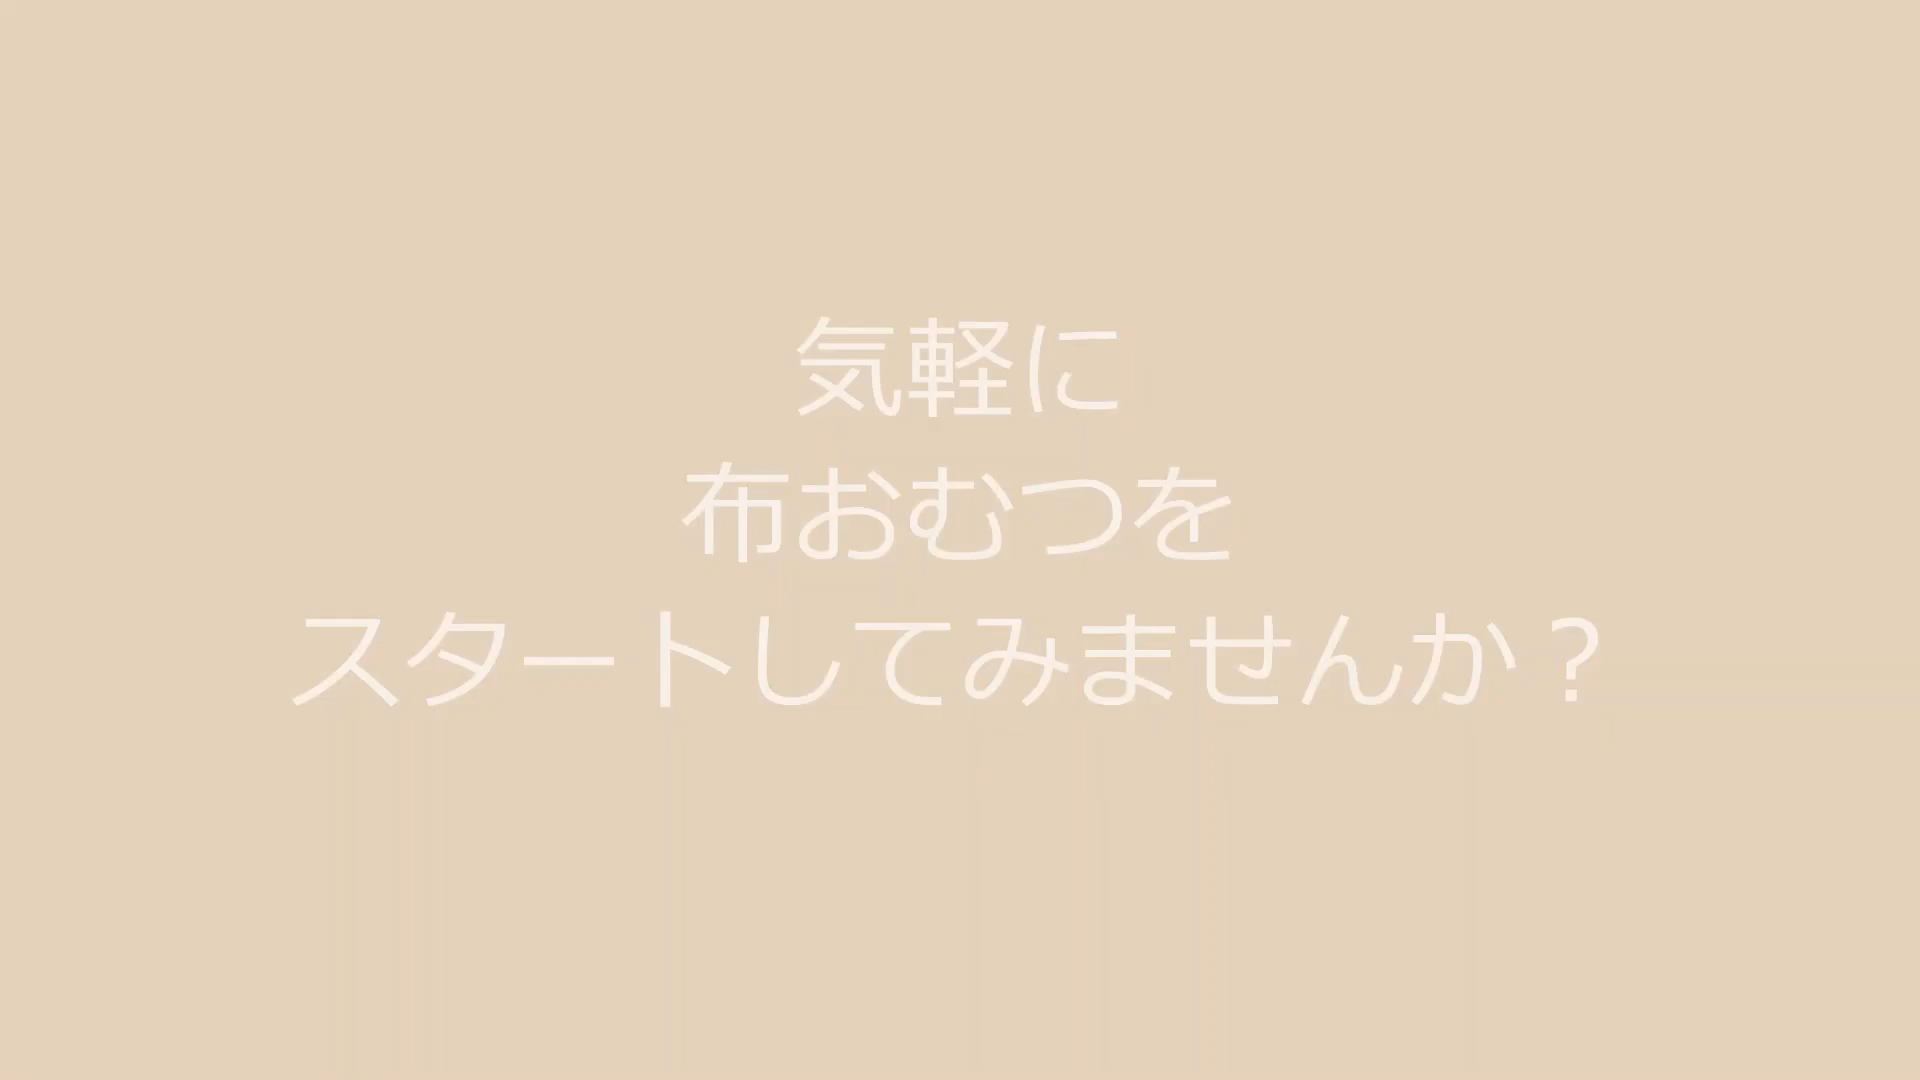 気軽に
布おむつを
スタートしてみませんか？